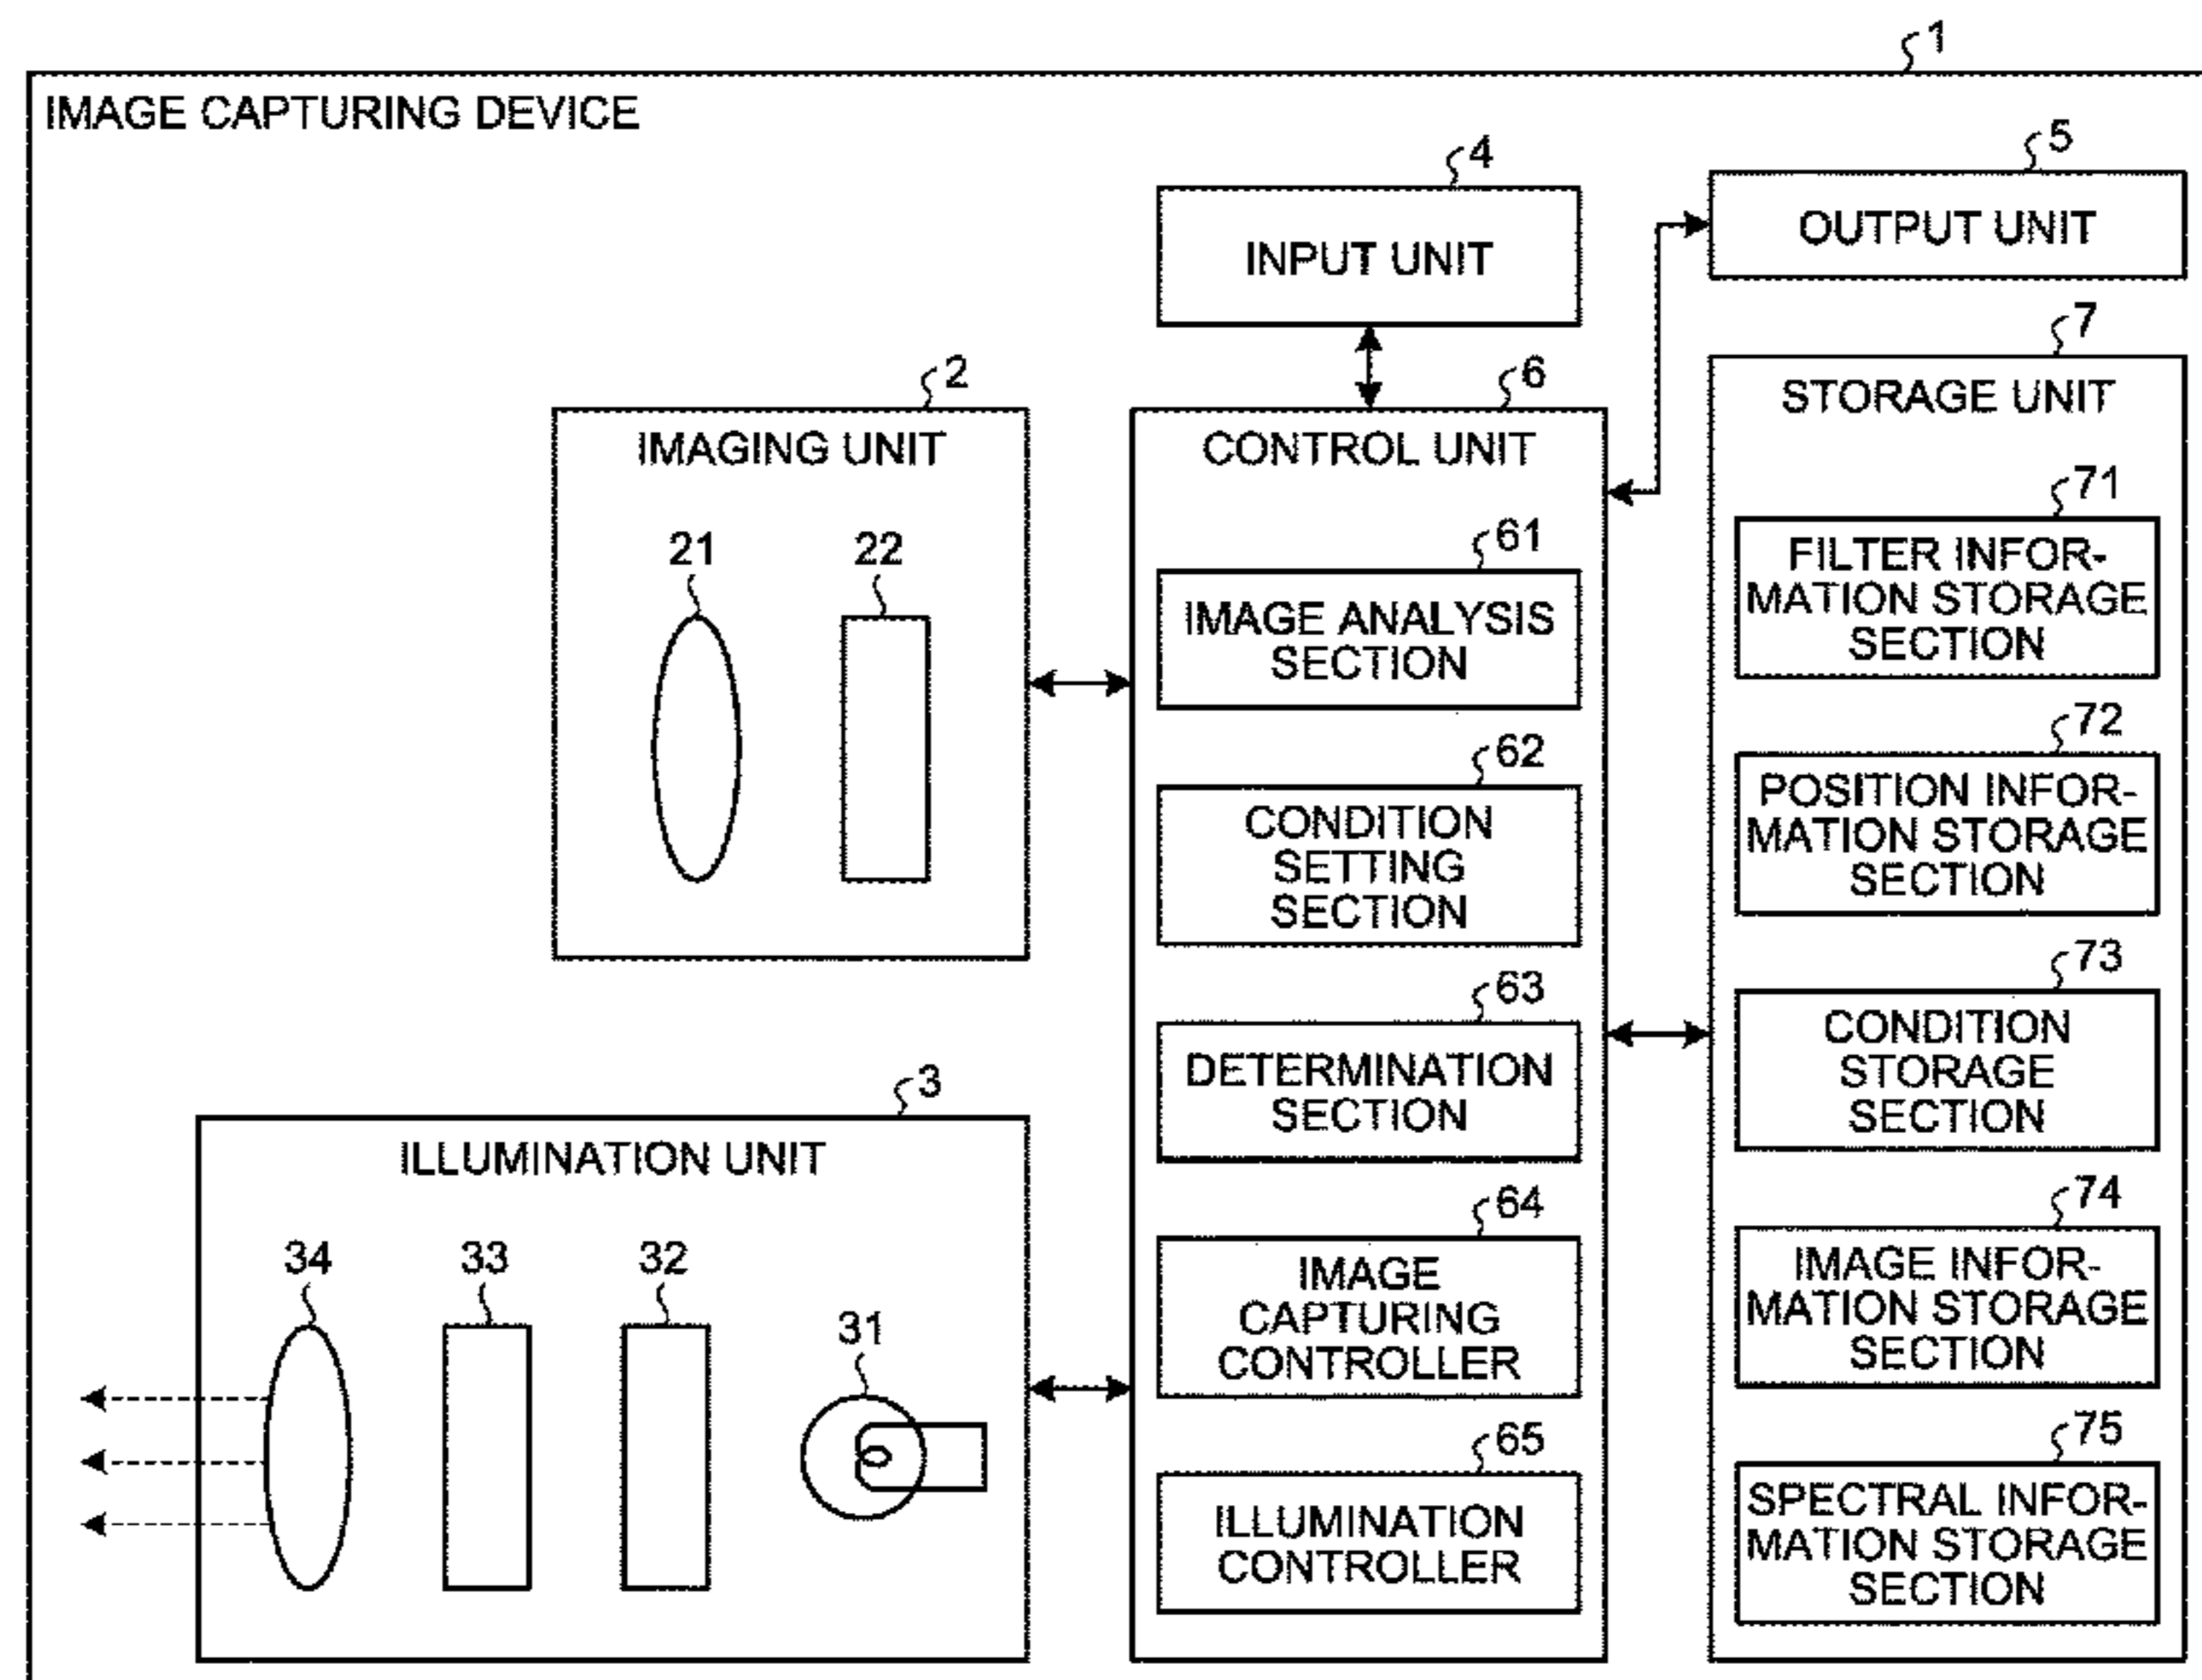 1
IMAGE CAPTURING DEVICE
4
INPUT UNIT
5
OUTPUT UNIT
2
IMAGING UNIT
21
22
3
ILLUMINATION UNIT
34
33
32
31
6
CONTROL UNIT
61
IMAGE ANALYSIS
SECTION
62
CONDITION
SETTING
SECTION
63
DETERMINATION
SECTION
64
IMAGE
CAPTURING
CONTROLLER
65
ILLUMINATION
CONTROLLER
7
STORAGE UNIT
71
FILTER INFOR-
MATION STORAGE
SECTION
72
POSITION INFOR-
MATION STORAGE
SECTION
73
CONDITION
STORAGE
SECTION
74
IMAGE INFOR-
MATION STORAGE
SECTION
75
SPECTRAL INFOR-
MATION STORAGE
SECTION